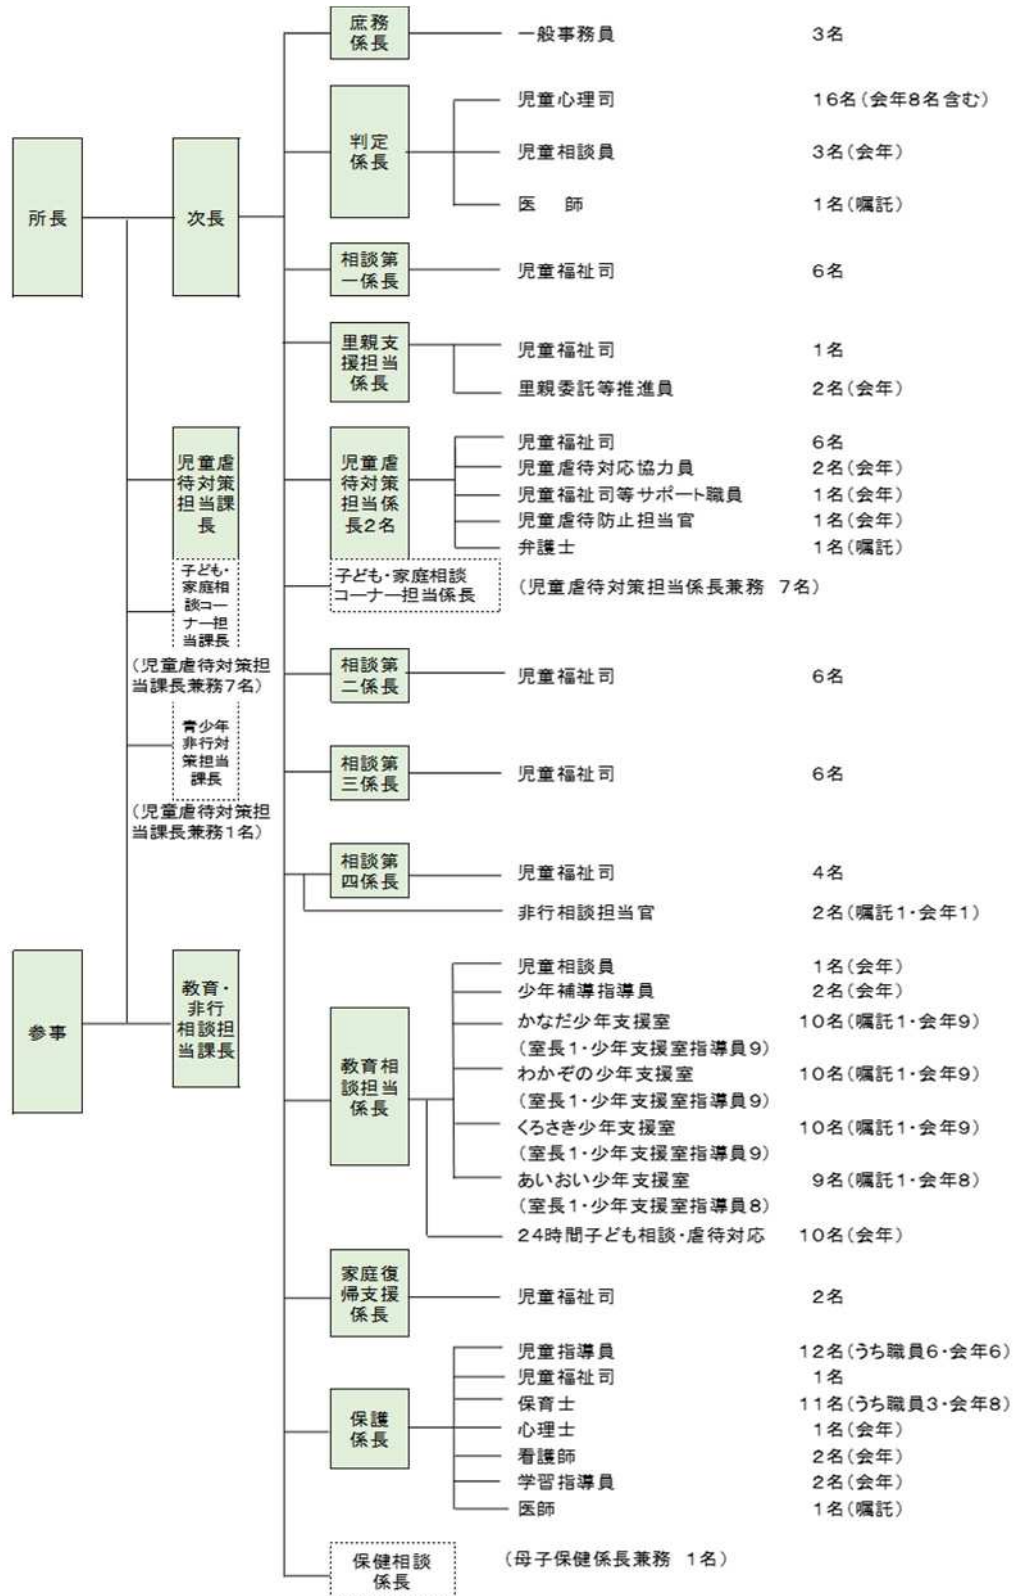 庶務
係長
一般事務員 3名
児童心理司 16名(会年8名含む)
判定
係長
児童相談員 3名(会年)
医 師 1名(嘱託)
所長
次長
相談第
一係長
児童福祉司 6名
里親支
援担当
係長
児童福祉司 1名
里親委託等推進員 2名(会年)
児童虐
待対策
担当課
長
児童虐
待対策
担当係
長2名
児童福祉司 6名
児童虐待対応協力員 2名(会年)
児童福祉司等サポート職員 1名(会年)
児童虐待防止担当官 1名(会年)
弁護士 1名(嘱託)
子ども・
家庭相
談コー
ナー担
当課長
(児童虐待対策担
当課長兼務7名)
子ども・家庭相談
コーナー担当係長
(児童虐待対策担当係長兼務 7名)
相談第
二係長
児童福祉司 6名
青少年
非行対
策担当
課長
(児童虐待対策担
当課長兼務1名)
相談第
三係長
児童福祉司 6名
相談第
四係長
児童福祉司 4名
非行相談担当官 2名(嘱託1・会年1)
参事
教育・
非行
相談担
当課長
教育相
談担当
係長
児童相談員 1名(会年)
少年補導指導員 2名(会年)
かなだ少年支援室 10名(嘱託1・会年9)
(室長1・少年支援室指導員9)
わかぞの少年支援室 10名(嘱託1・会年9)
(室長1・少年支援室指導員9)
くろさき少年支援室 10名(嘱託1・会年9)
(室長1・少年支援室指導員9)
あいおい少年支援室 9名(嘱託1・会年8)
(室長1・少年支援室指導員8)
24時間子ども相談・虐待対応 10名(会年)
家庭復
帰支援
係長
児童福祉司 2名
保護
係長
児童指導員 12名(うち職員6・会年6)
児童福祉司 1名
保育士 11名(うち職員3・会年8)
心理士 1名(会年)
看護師 2名(会年)
学習指導員 2名(会年)
医師 1名(嘱託)
保健相談
係長
(母子保健係長兼務 1名)